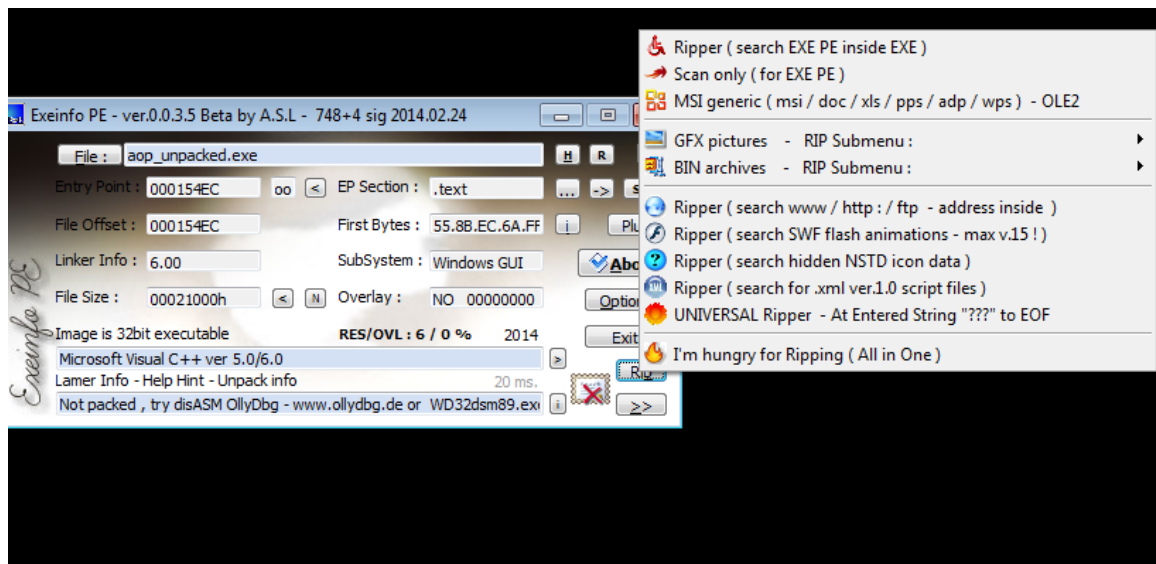 Exeinfo PE - ver.0.0.3.5 Beta by A.S.L - 748+4 sig 2014.02.24
File : aop_unpacked.exe H R
Entry Point : 000154EC oo < EP Section : .text ... -> S
File Offset : 000154EC First Bytes : 55.8B.EC.6A.FF i Plu
Linker Info : 6.00 SubSystem : Windows GUI Abo
File Size : 00021000h < N Overlay : NO 00000000 Option
Image is 32bit executable RES/OVL : 6 / 0 % 2014 Exit
Microsoft Visual C++ ver 5.0/6.0 > Rip
Lamer Info - Help Hint - Unpack info 20 ms.
Not packed , try disASM OllyDbg - www.ollydbg.de or WD32dsm89.exe i >>
Exeinfo PE
Ripper ( search EXE PE inside EXE )
Scan only ( for EXE PE )
MSI generic ( msi / doc / xls / pps / adp / wps ) - OLE2
GFX pictures - RIP Submenu :
BIN archives - RIP Submenu :
Ripper ( search www / http : / ftp - address inside )
Ripper ( search SWF flash animations - max v.15 ! )
Ripper ( search hidden NSTD icon data )
Ripper ( search for .xml ver.1.0 script files )
UNIVERSAL Ripper - At Entered String "???" to EOF
I'm hungry for Ripping ( All in One )